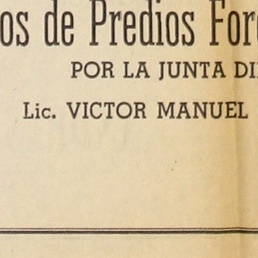 os de Predios For
POR LA JUNTA DI
Lic. VICTOR MANUEL